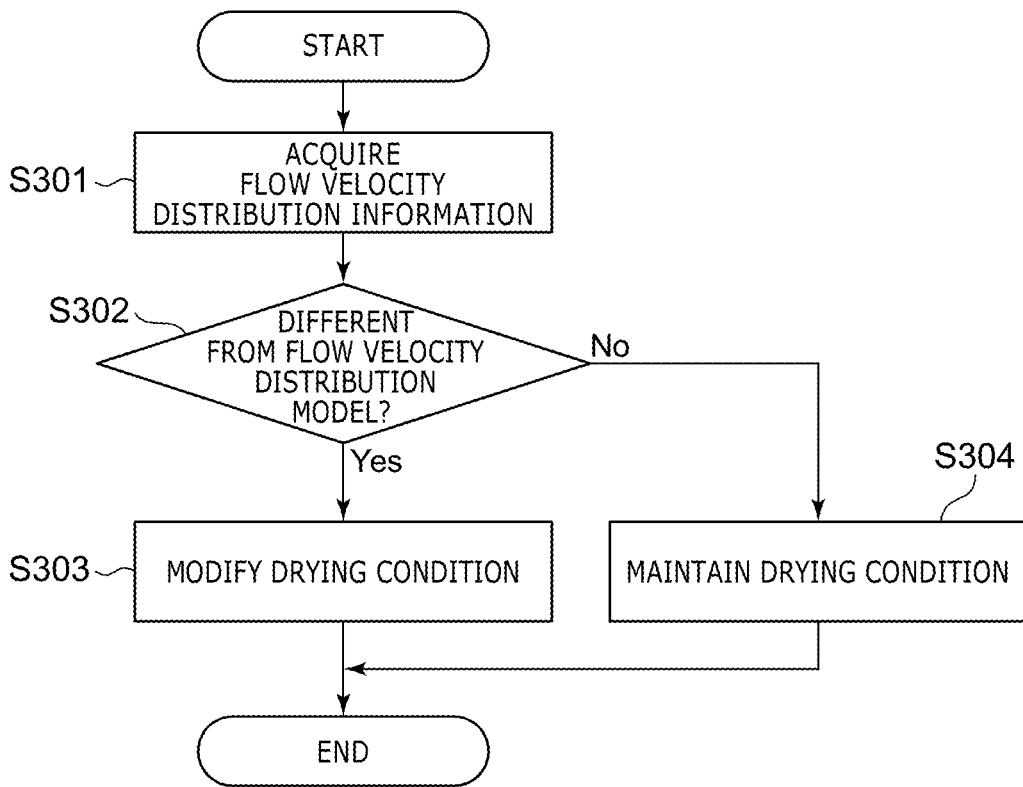 START
S301
ACQUIRE
FLOW VELOCITY
DISTRIBUTION INFORMATION
S302
DIFFERENT
FROM FLOW VELOCITY
DISTRIBUTION
MODEL?
No
Yes
S304
S303
MODIFY DRYING CONDITION
MAINTAIN DRYING CONDITION
END